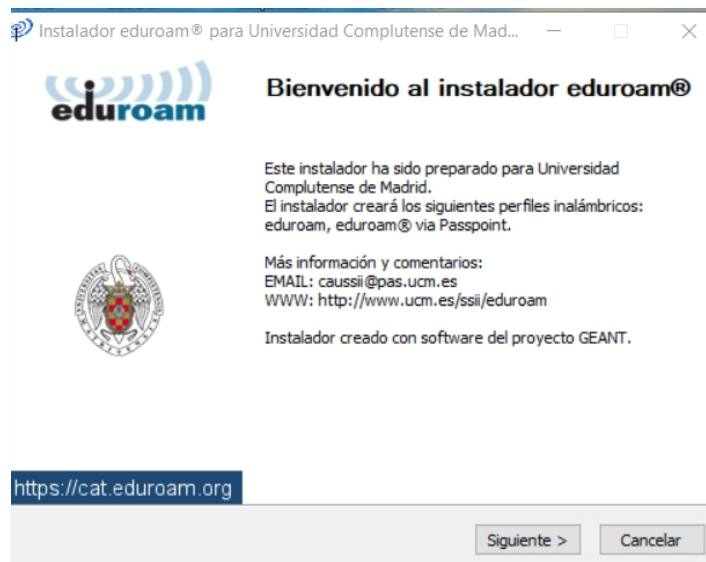 Instalador eduroam® para Universidad Complutense de Mad...
eduroam
Bienvenido al instalador eduroam®
Este instalador ha sido preparado para Universidad
Complutense de Madrid.
El instalador creará los siguientes perfiles inalámbricos:
eduroam, eduroam® via Passpoint.
Más información y comentarios:
EMAIL: caussii@pas.ucm.es
WWW: http://www.ucm.es/ssii/eduroam
Instalador creado con software del proyecto GEANT.
https://cat.eduroam.org
Siguiente >
Cancelar